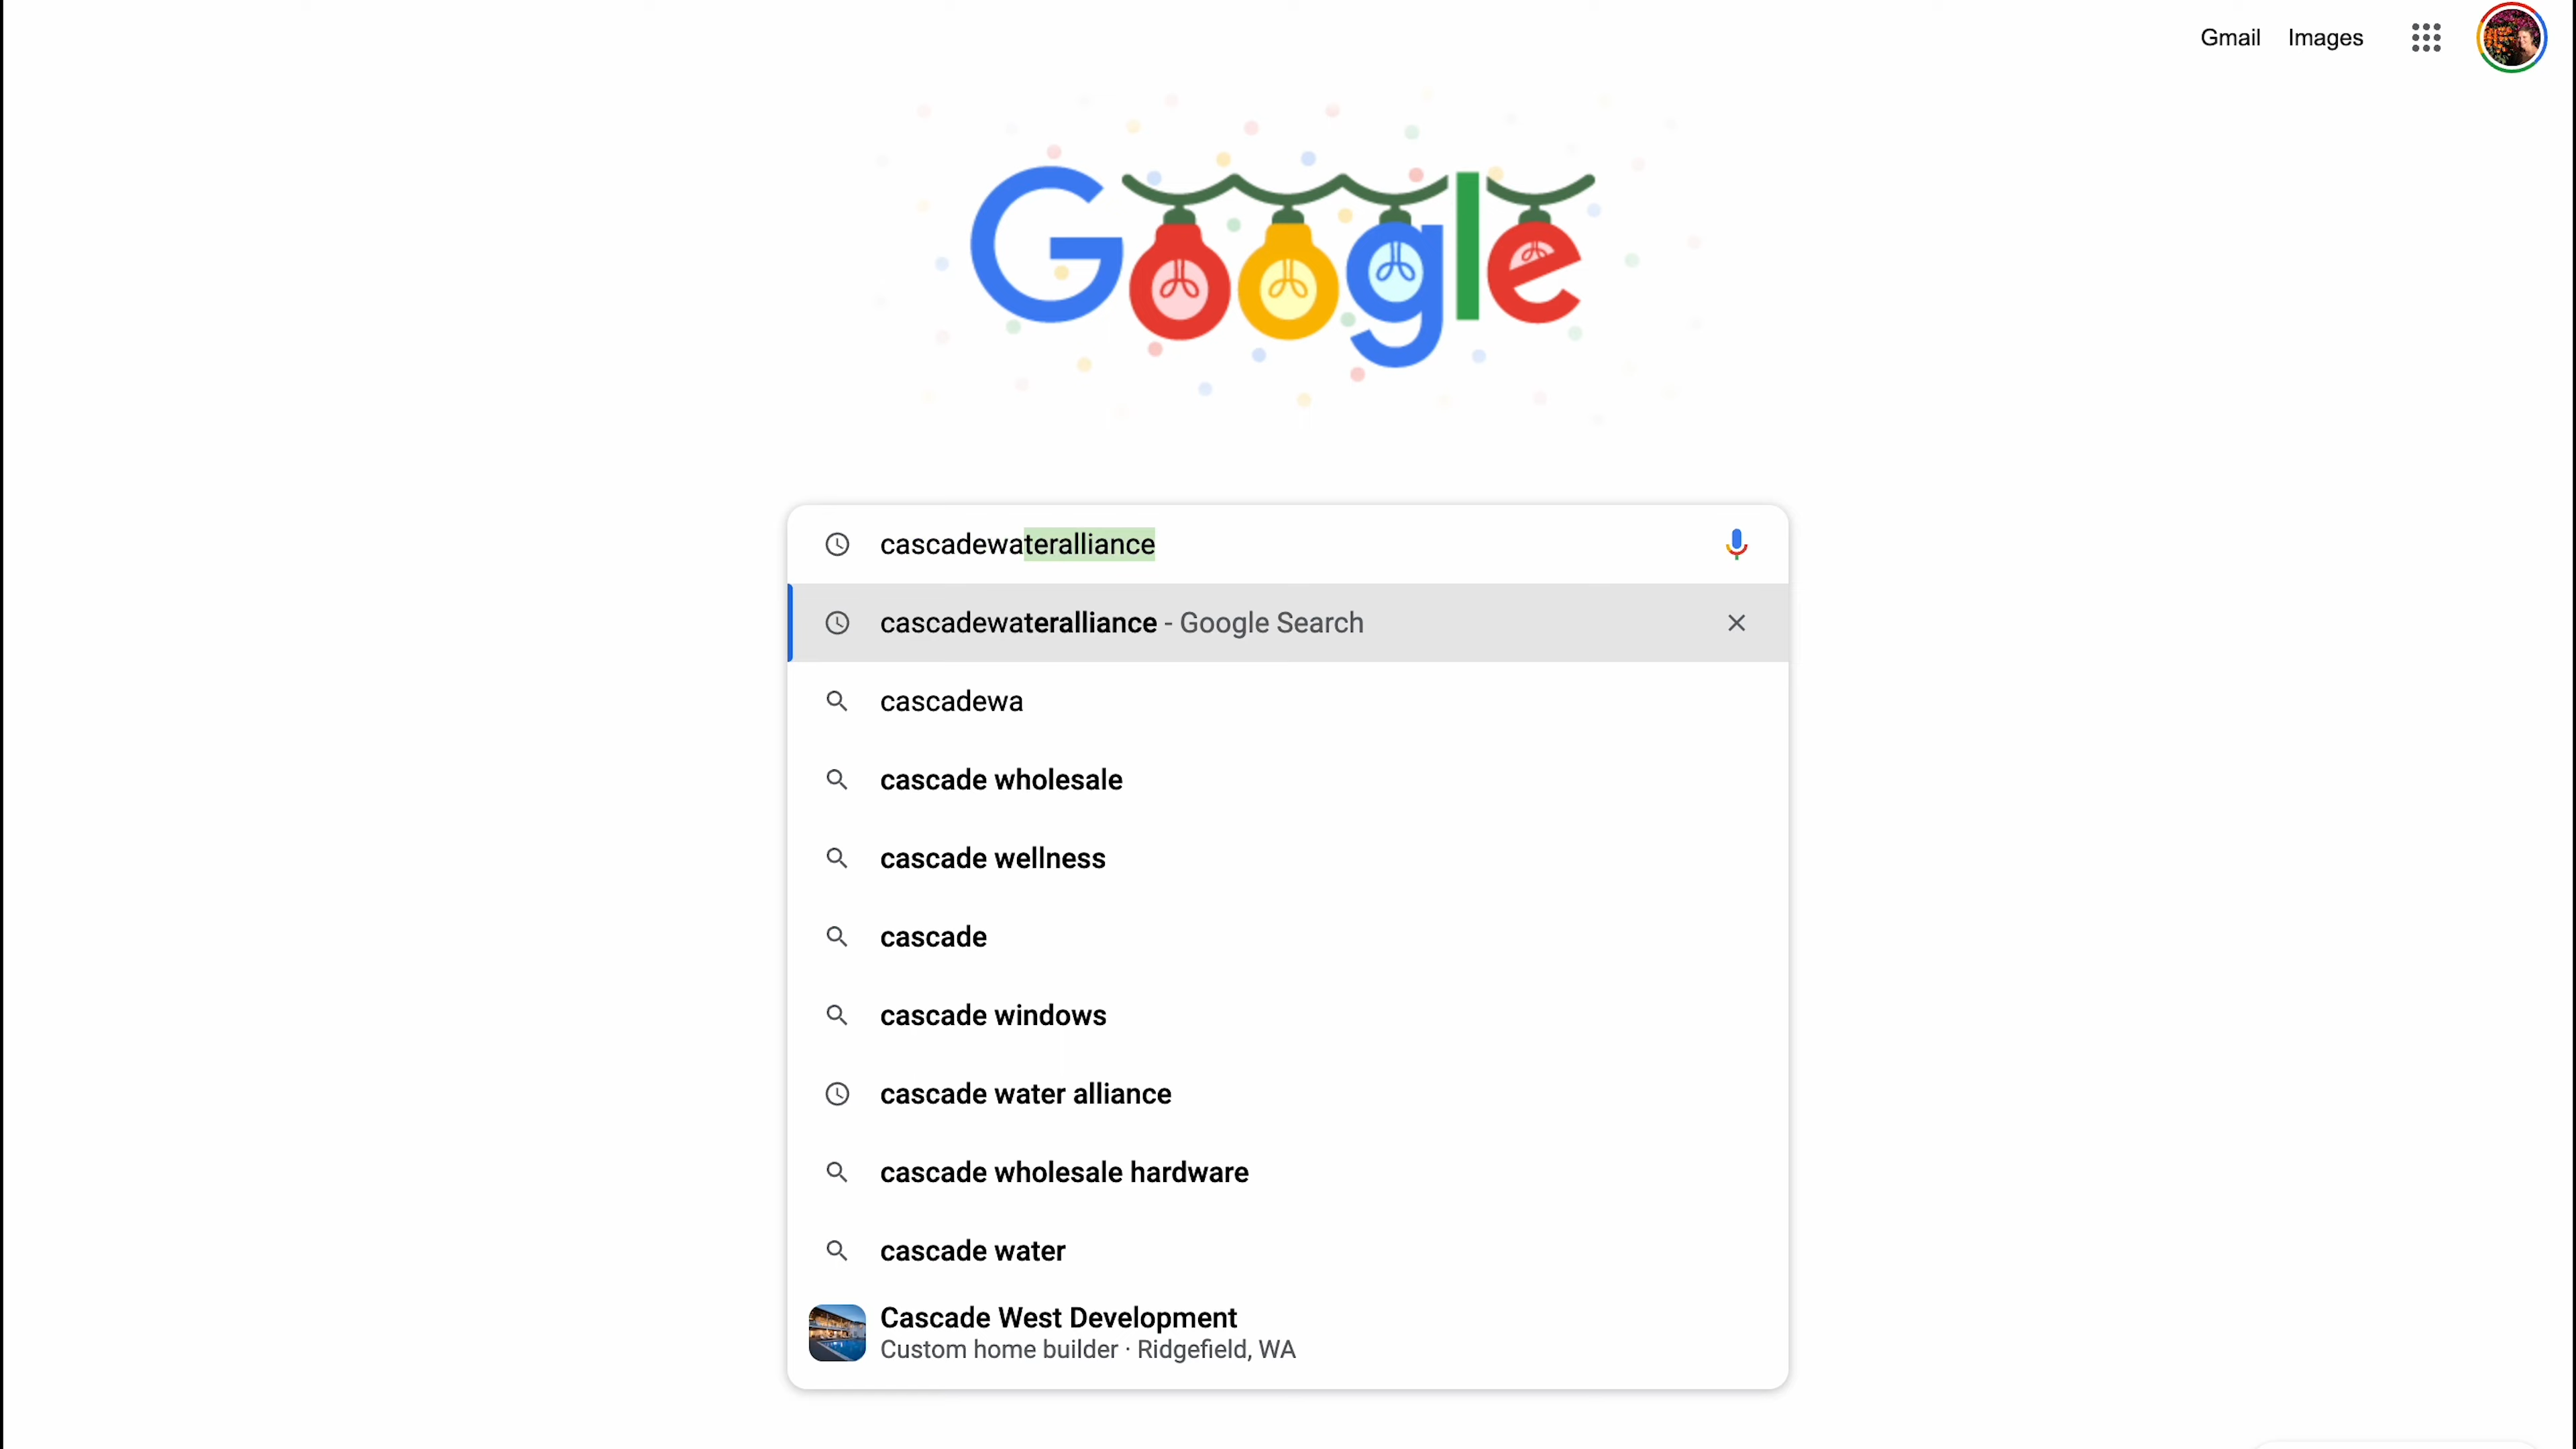 Gmail Images
Google
cascadewateralliance
cascadewateralliance - Google Search
cascadewa
cascade wholesale
cascade wellness
cascade
cascade windows
cascade water alliance
cascade wholesale hardware
cascade water
Cascade West Development
Custom home builder · Ridgefield, WA